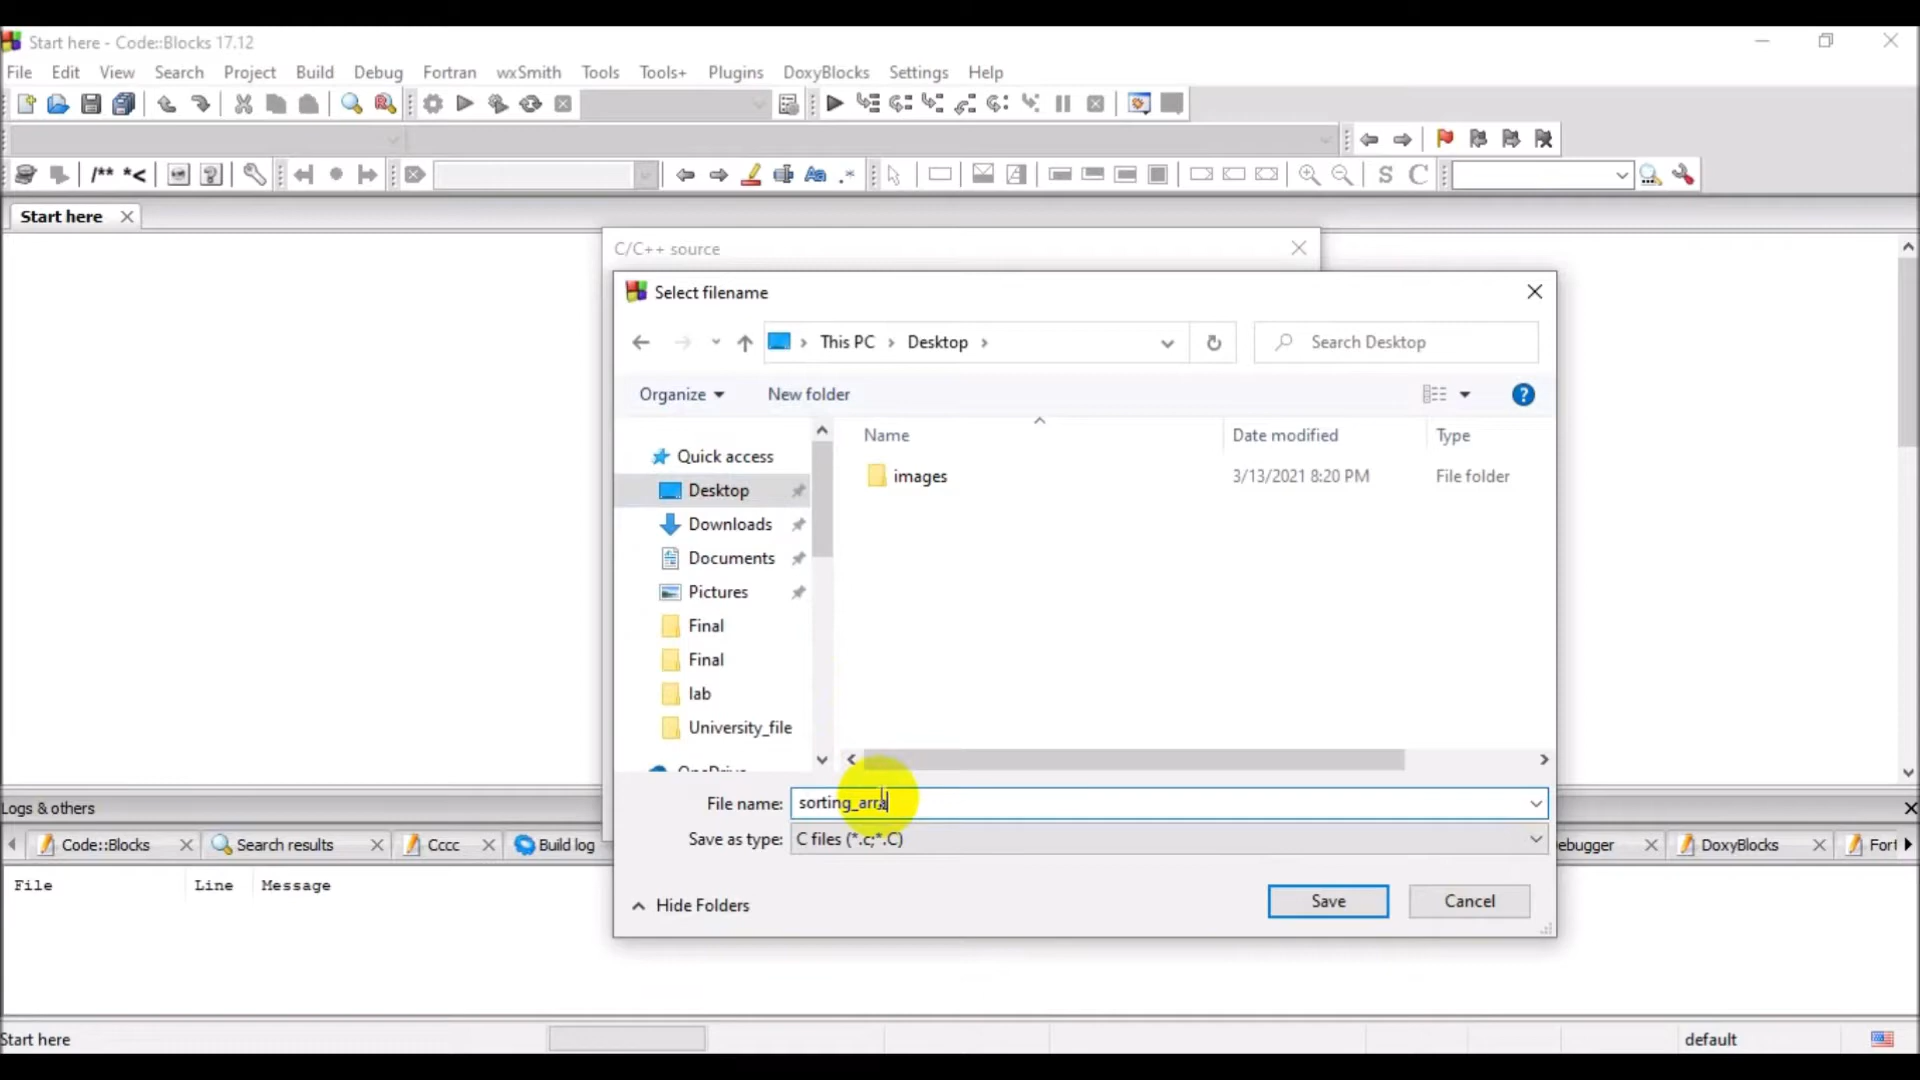 Start here - Code::Blocks 17.12
File Edit View Search Project Build Debug Fortran wxSmith Tools Tools+ Plugins DoxyBlocks Settings Help
/** *<
S C
Start here
C/C++ source
Select filename
This PC Desktop
Search Desktop
Organize New folder
Name Date modified Type
Quick access
images 3/13/2021 8:20 PM File folder
Desktop
Downloads
Documents
Pictures
Final
Final
lab
University_file
File name: sorting_arr
Save as type: C files (*.c;*.C)
Save Cancel
Hide Folders
Logs & others
Code::Blocks Search results Cccc Build log ebugger DoxyBlocks Fort
File Line Message
Start here default